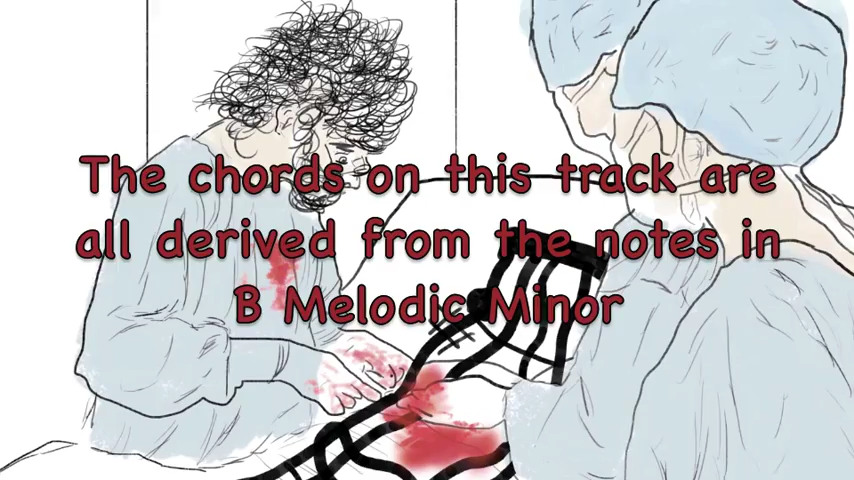 The chords on this track are
all derived from the notes in
B Melodic Minor